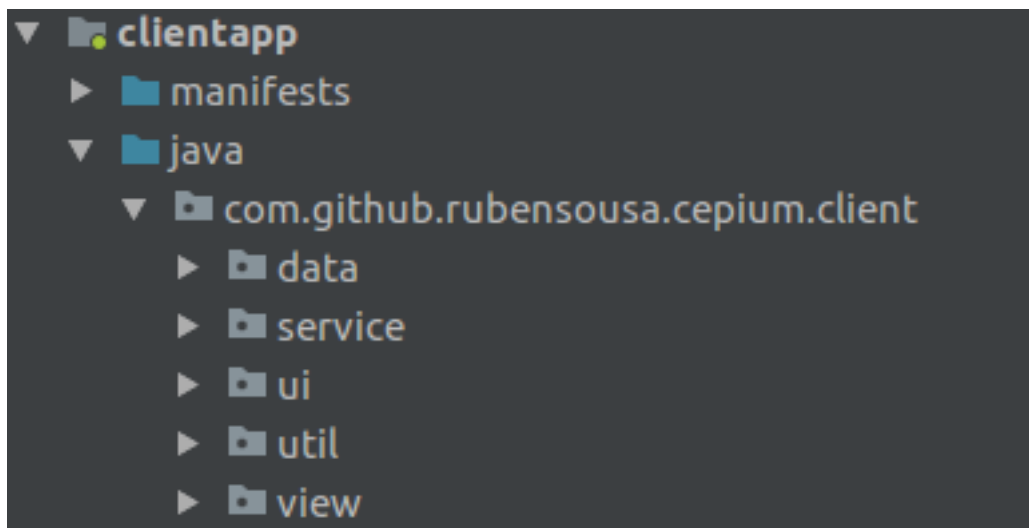 clientapp
manifests
java
com.github.rubensousa.cepium.client
data
service
ui
util
view